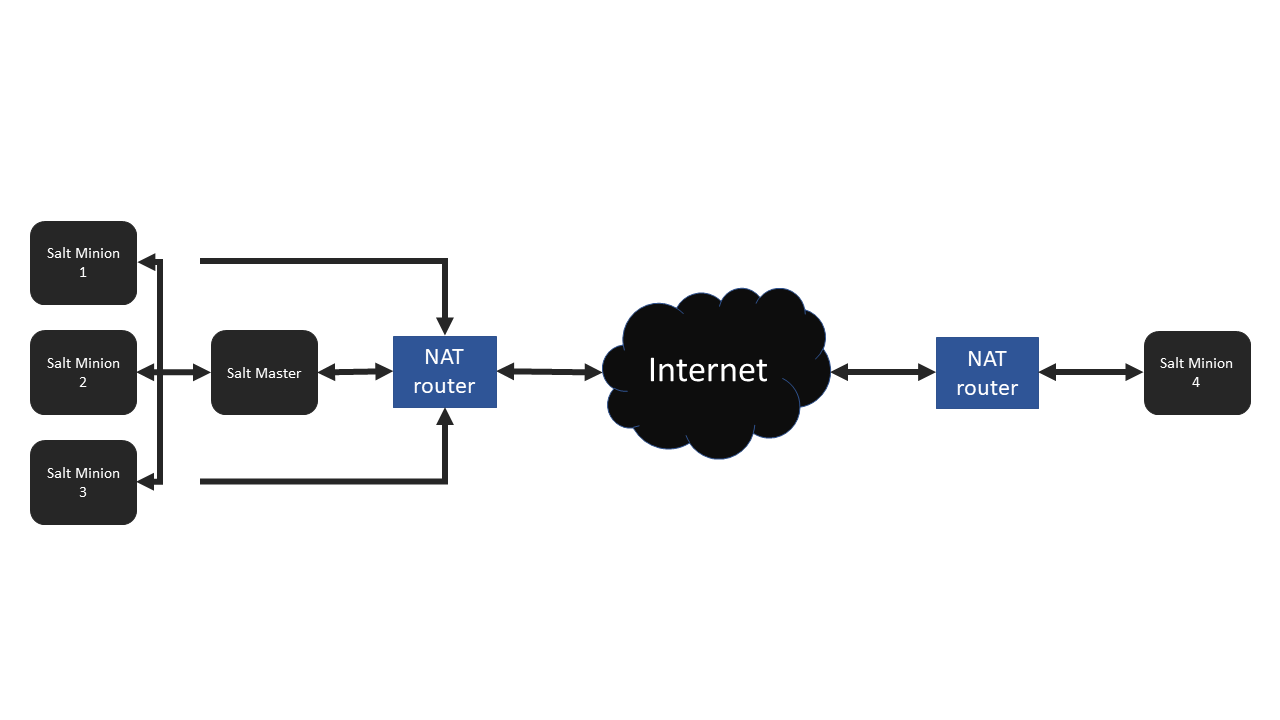 Salt Minion
1
Salt Minion
2
Salt Minion
3
Salt Master
NAT
router
Internet
NAT
router
Salt Minion
4